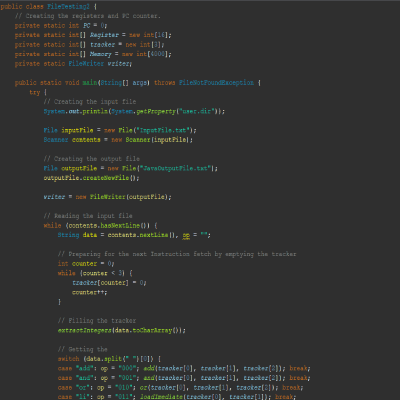 public class FileTesting2 {
// Creating the registers and PC counter.
private static int PC = 0;
private static int[] Register = new int[16];
private static int[] tracker = new int[3];
private static int[] Memory = new int[4000];
private static FileWriter writer;
public static void main(String[] args) throws FileNotFoundException {
try {
// Creating the input file
System.out.println(System.getProperty("user.dir"));
File inputFile = new File("InputFile.txt");
Scanner contents = new Scanner(inputFile);
// Creating the output file
File outputFile = new File("JavaOutputFile.txt");
outputFile.createNewFile();
writer = new FileWriter(outputFile);
// Reading the input file
while (contents.hasNextLine()) {
String data = contents.nextLine(), op = "";
// Preparing for the next Instruction fetch by emptying the tracker
int counter = 0;
while (counter < 3) {
tracker[counter] = 0;
counter++;
}
// Filling the tracker
extractIntegers(data.toCharArray());
// Getting the
switch (data.split(" ")[0]) {
case "add": op = "000"; add(tracker[0], tracker[1], tracker[2]); break;
case "and": op = "001"; and(tracker[0], tracker[1], tracker[2]); break;
case "or": op = "010"; or(tracker[0], tracker[1], tracker[2]); break;
case "li": op = "011"; loadImediate(tracker[0], tracker[1]); break;